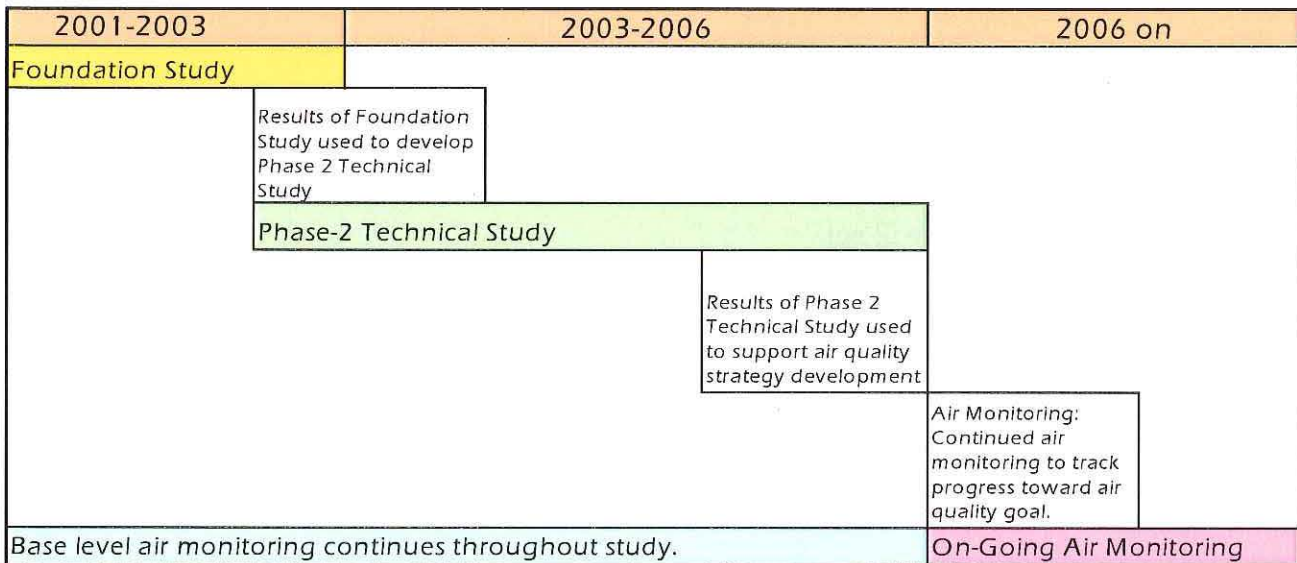 2001-2003
2003-2006
2006 on
Foundation Study
Results of Foundation
Study used to develop
Phase 2 Technical
Study
Phase-2 Technical Study
Results of Phase 2
Technical Study used
to support air quality
strategy development
Air Monitoring:
Continued air
monitoring to track
progress toward air
quality goal.
Base level air monitoring continues throughout study.
On-Going Air Monitoring